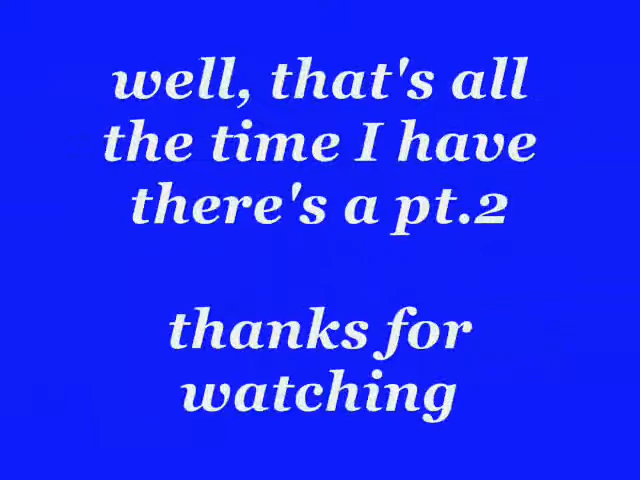 well, that's all
the time I have
there's a pt.2
thanks for
watching